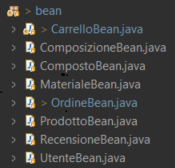 > bean
> CarrelloBean.java
ComposizioneBean.java
CompostoBean.java
MaterialeBean.java
> OrdineBean.java
ProdottoBean.java
RecensioneBean.java
UtenteBean.java